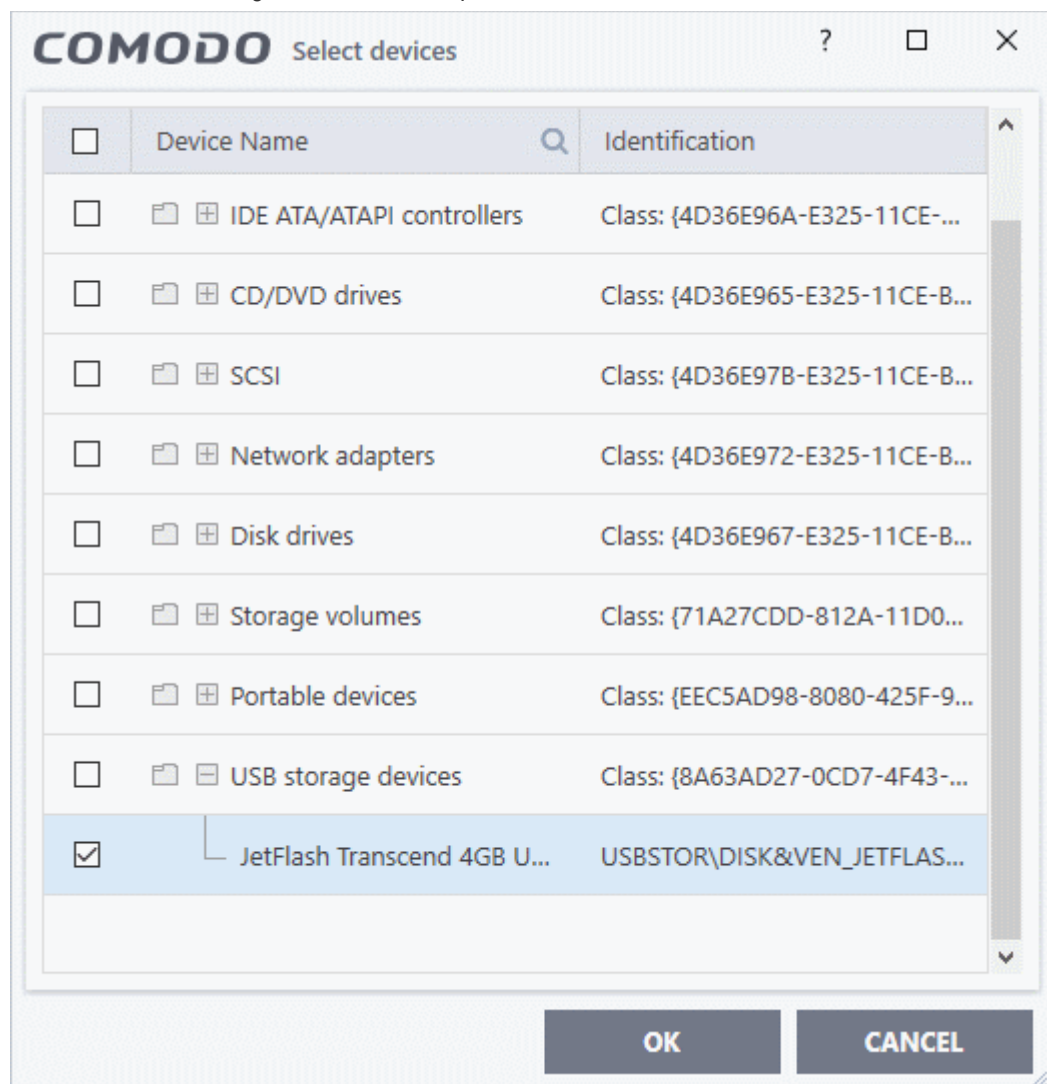 COMODO Select devices ?
Device Name Identification
IDE ATA/ATAPI controllers Class: {4D36E96A-E325-11CE-...
CD/DVD drives Class: {4D36E965-E325-11CE-B...
SCSI Class: {4D36E97B-E325-11CE-B...
Network adapters Class: {4D36E972-E325-11CE-B...
Disk drives Class: {4D36E967-E325-11CE-B...
Storage volumes Class: {71A27CDD-812A-11D0...
Portable devices Class: {EEC5AD98-8080-425F-9...
USB storage devices Class: {8A63AD27-0CD7-4F43-...
JetFlash Transcend 4GB U... USBSTOR\DISK&VEN_JETFLAS...
OK CANCEL